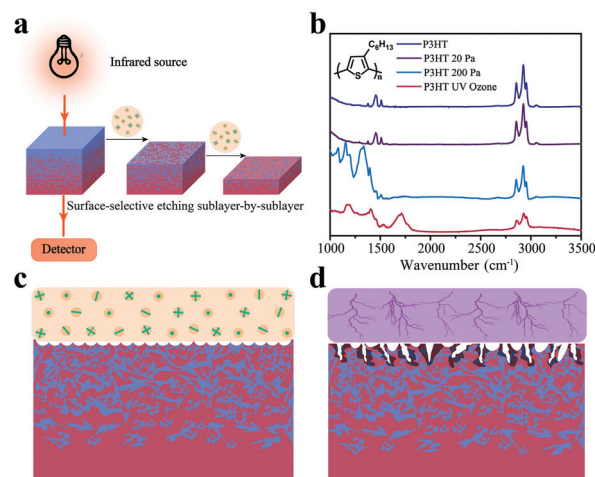 a
Infrared source
Surface-selective etching sublayer-by-sublayer
Detector
b
C6H13
S
n
P3HT
P3HT 20 Pa
P3HT 200 Pa
P3HT UV Ozone
1000 1500 2000 2500 3000 3500
Wavenumber (cm⁻¹)
c
d